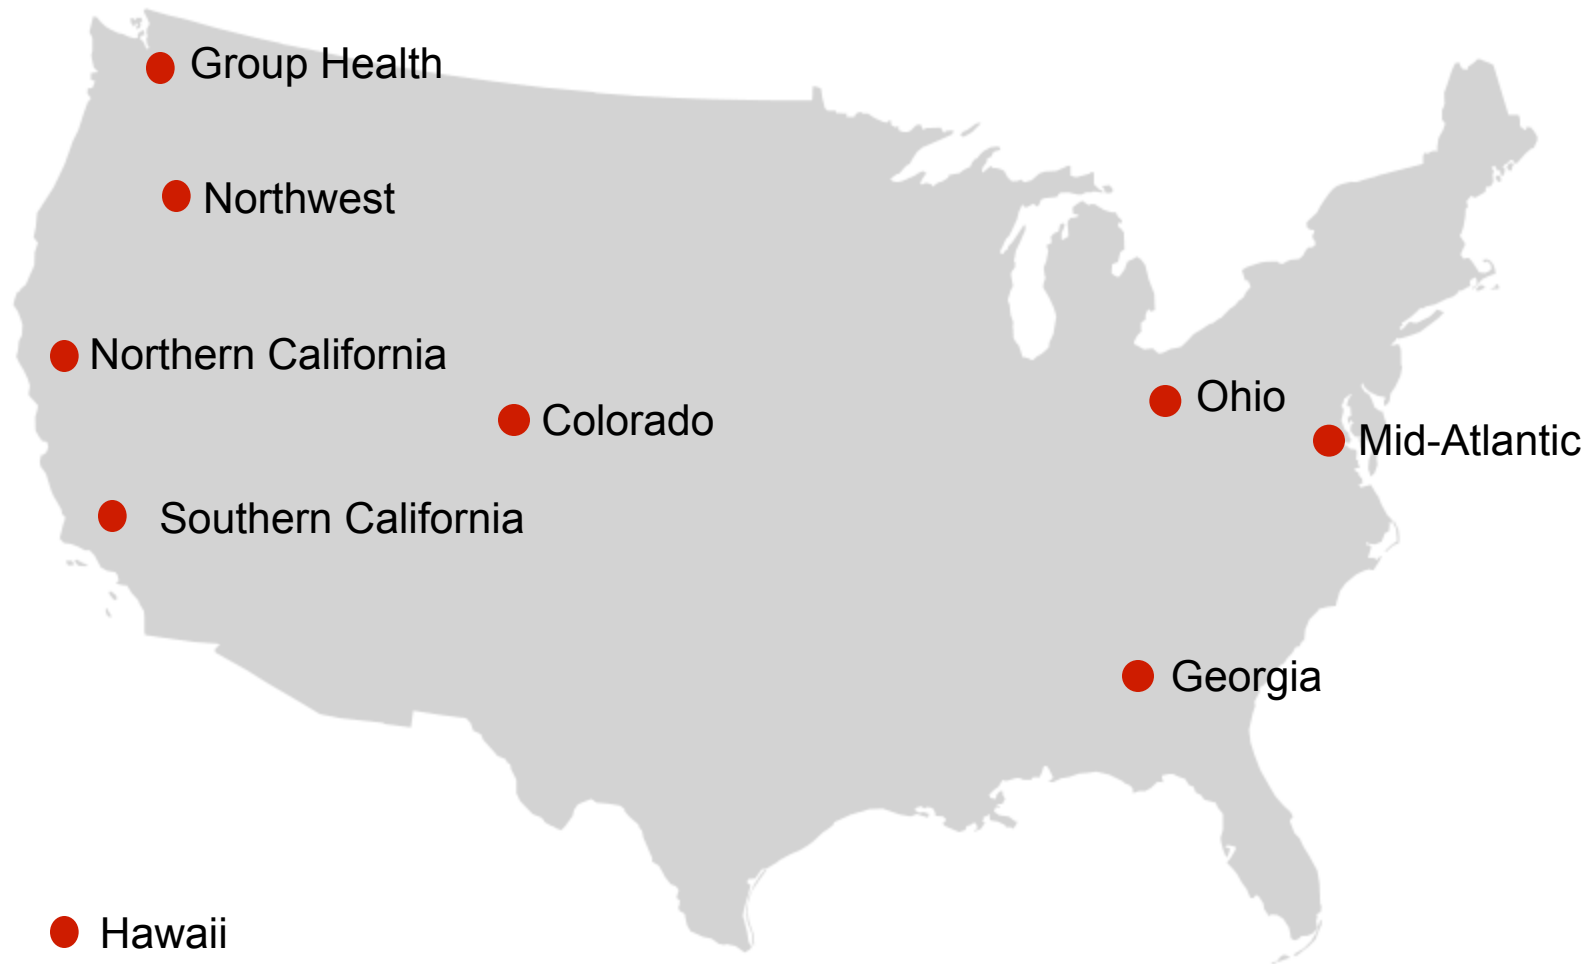 Group Health
Northwest
Northern California
Colorado
Ohio
Mid-Atlantic
Southern California
Georgia
Hawaii